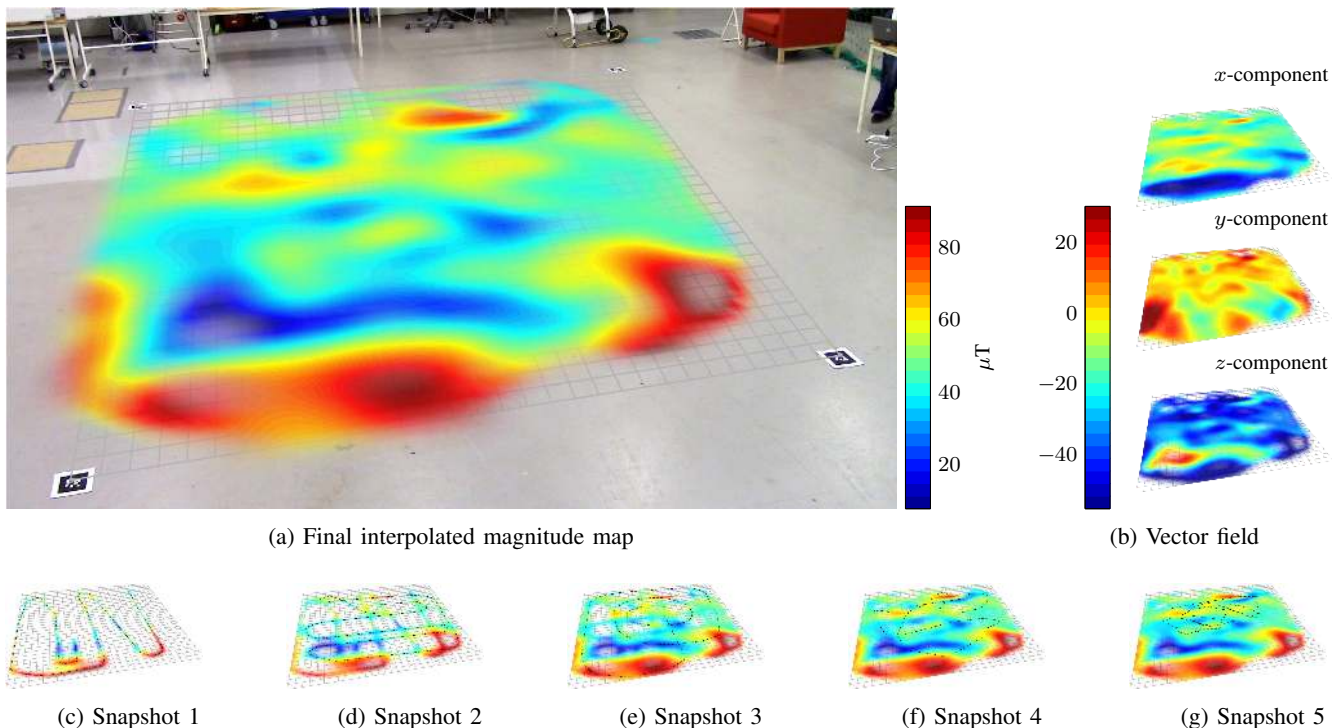 x-component
y-component
z-component
80
60
40
20
μT
20
0
−20
−40
(a) Final interpolated magnitude map
(b) Vector field
(c) Snapshot 1
(d) Snapshot 2
(e) Snapshot 3
(f) Snapshot 4
(g) Snapshot 5